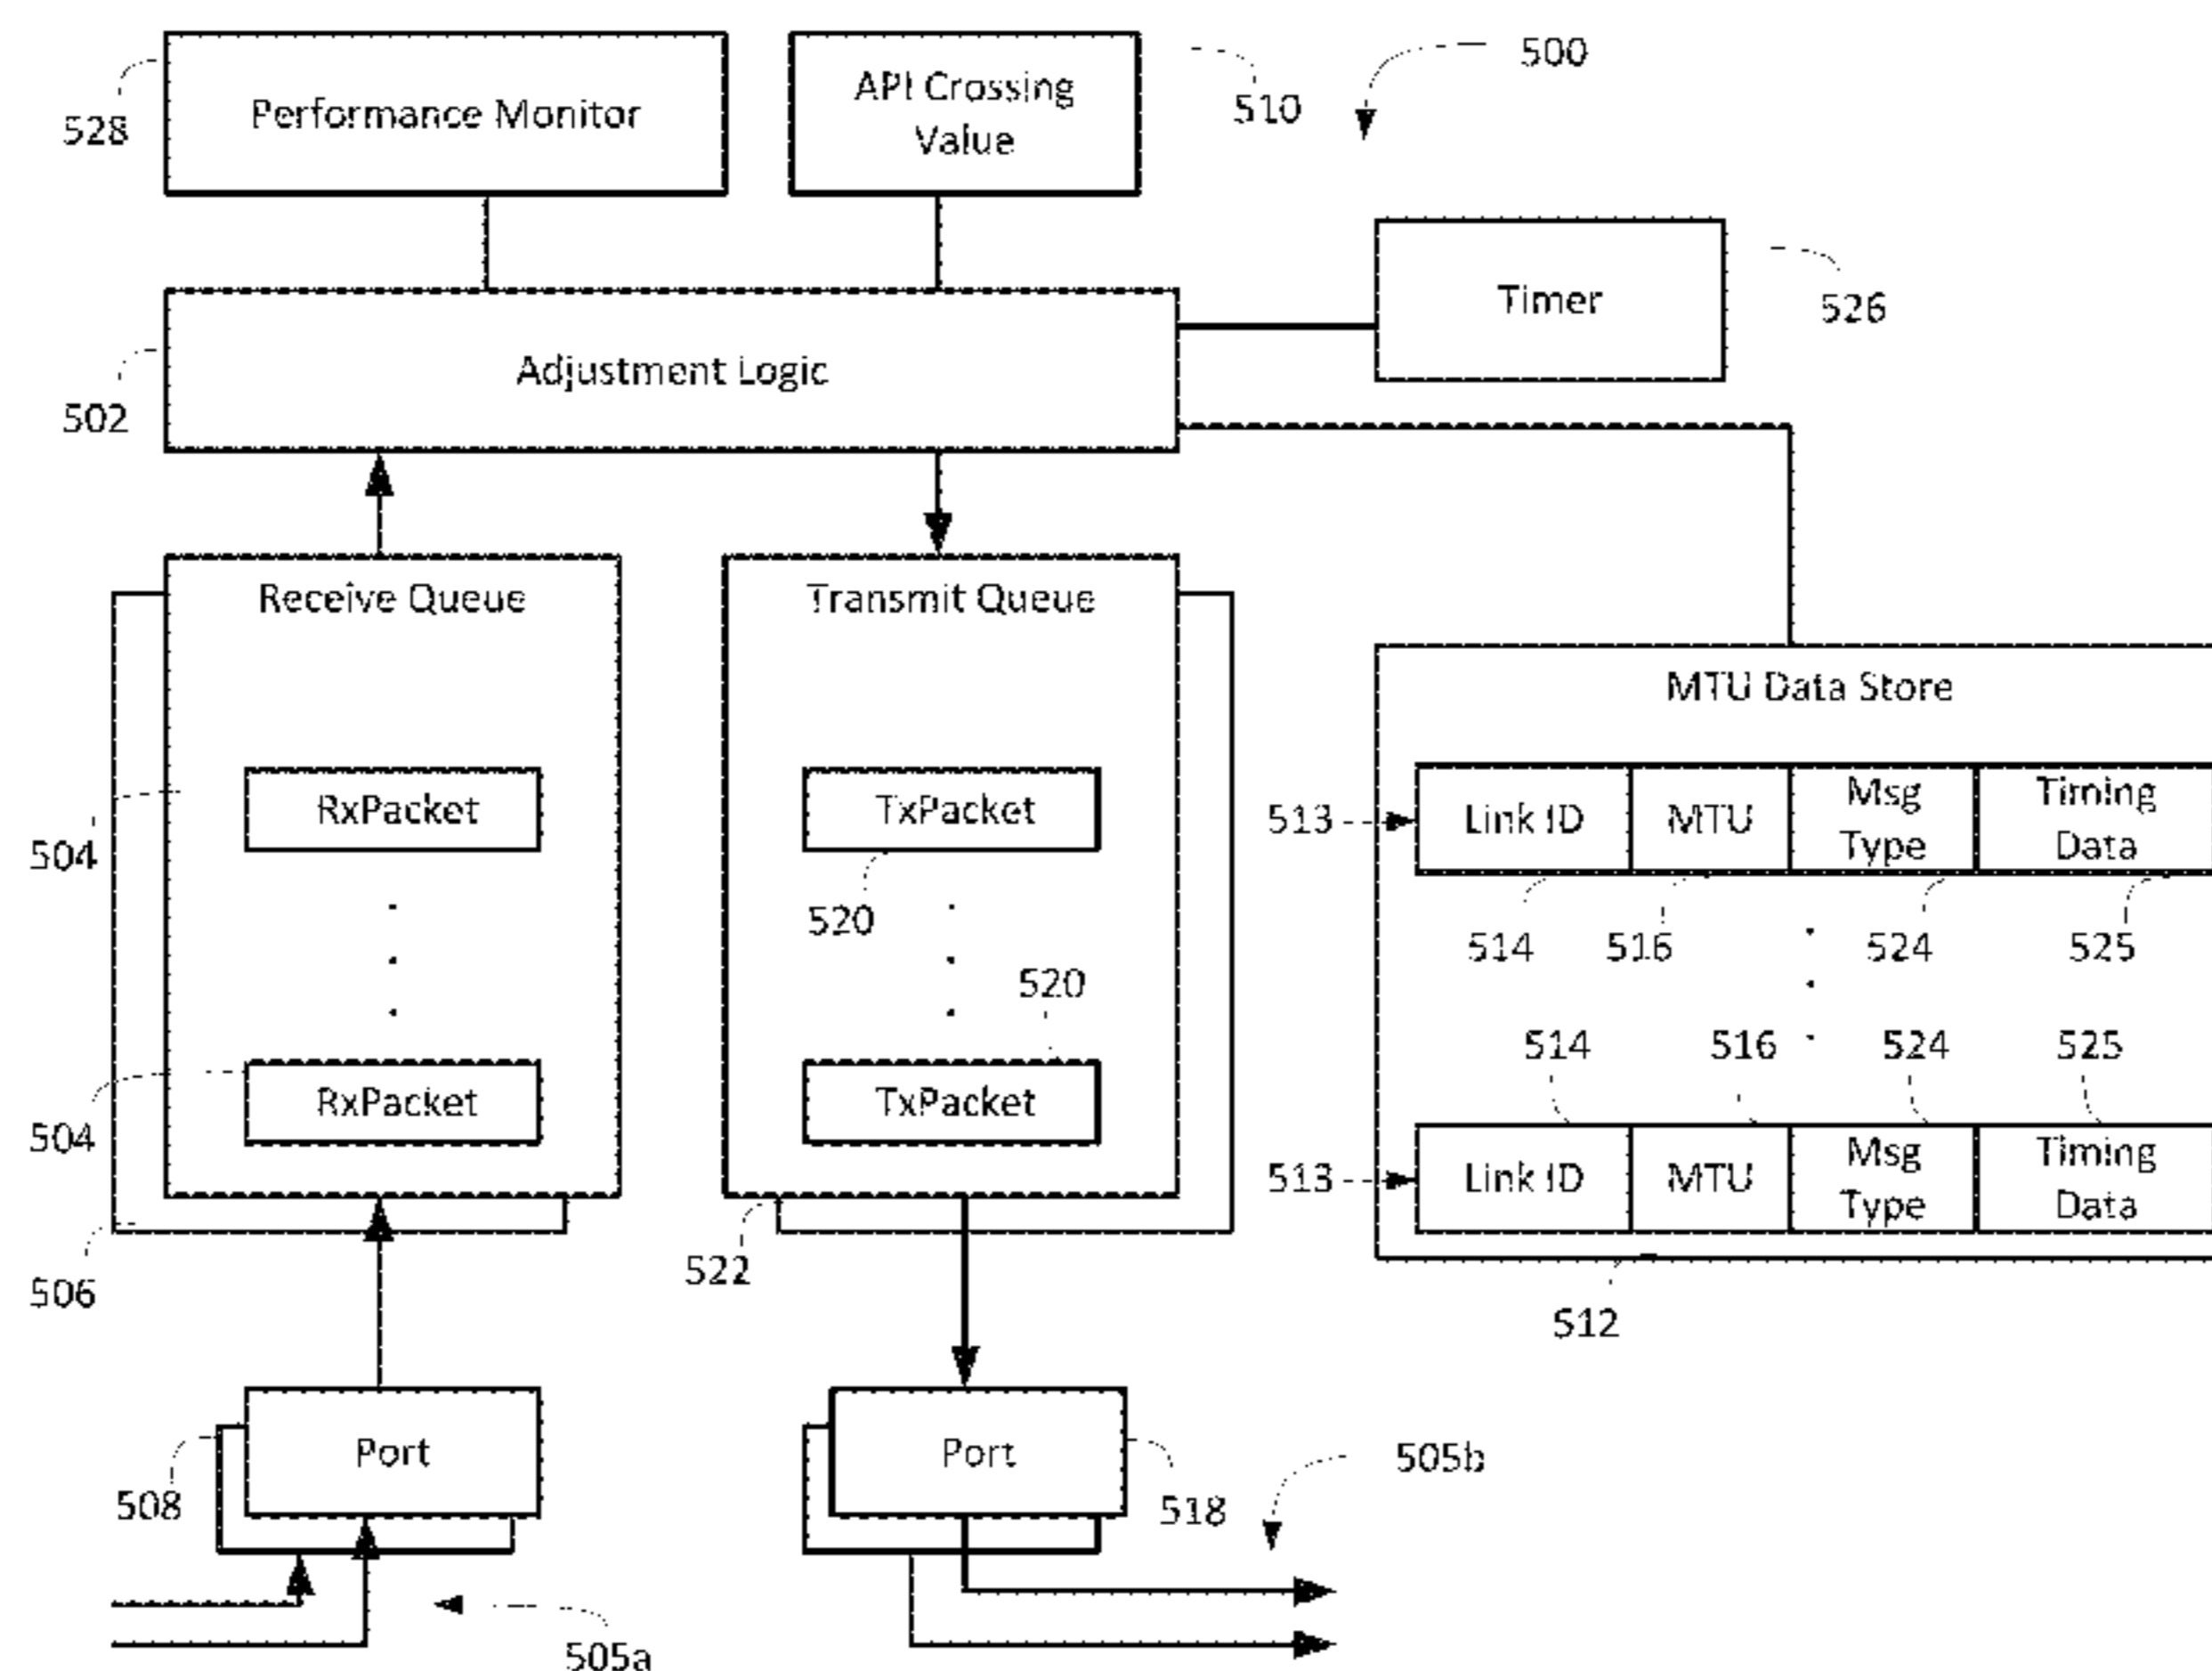 Performance Monitor
API Crossing
Value
500
510
528
Timer
526
Adjustment Logic
502
Receive Queue
Transmit Queue
MTU Data Store
RxPacket
TxPacket
513
Link ID
MTU
Msg
Type
Timing
Data
504
520
514
516
524
525
520
514
516
524
525
RxPacket
TxPacket
504
513
Link ID
MTU
Msg
Type
Timing
Data
506
522
512
Port
Port
508
518
505b
505a